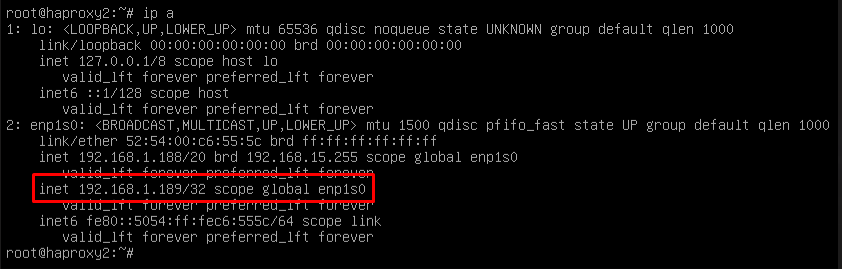 root@haproxy2:~# ip a
1: lo: <LOOPBACK,UP,LOWER_UP> mtu 65536 qdisc noqueue state UNKNOWN group default qlen 1000
link/loopback 00:00:00:00:00:00 brd 00:00:00:00:00:00
inet 127.0.0.1/8 scope host lo
valid_lft forever preferred_lft forever
inet6 ::1/128 scope host
valid_lft forever preferred_lft forever
2: enp1s0: <BROADCAST,MULTICAST,UP,LOWER_UP> mtu 1500 qdisc pfifo_fast state UP group default qlen 1000
link/ether 52:54:00:c6:55:5c brd ff:ff:ff:ff:ff:ff
inet 192.168.1.188/20 brd 192.168.15.255 scope global enp1s0
valid_lft forever preferred_lft forever
inet 192.168.1.189/32 scope global enp1s0
valid_lft forever preferred_lft forever
inet6 fe80::5054:ff:fec6:555c/64 scope link
valid_lft forever preferred_lft forever
root@haproxy2:~#